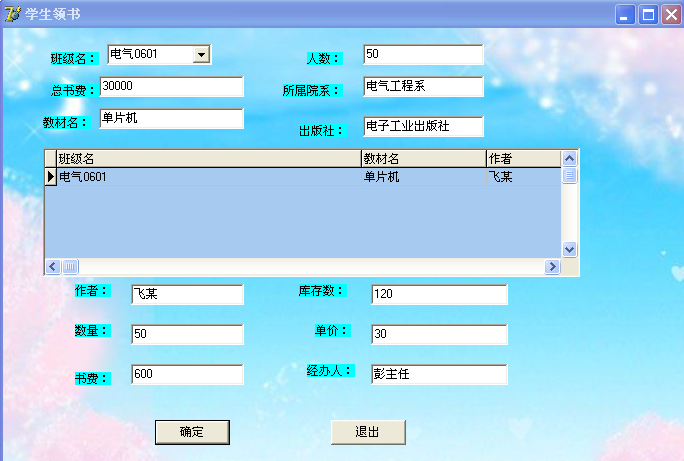 学生领书
班级名： 电气0601 人数： 50
总书费： 30000 所属院系： 电气工程系
教材名： 单片机 出版社： 电子工业出版社
班级名 教材名 作者
电气0601 单片机 飞某
作者： 飞某 库存数： 120
数量： 50 单价： 30
书费： 600 经办人： 彭主任
确定 退出